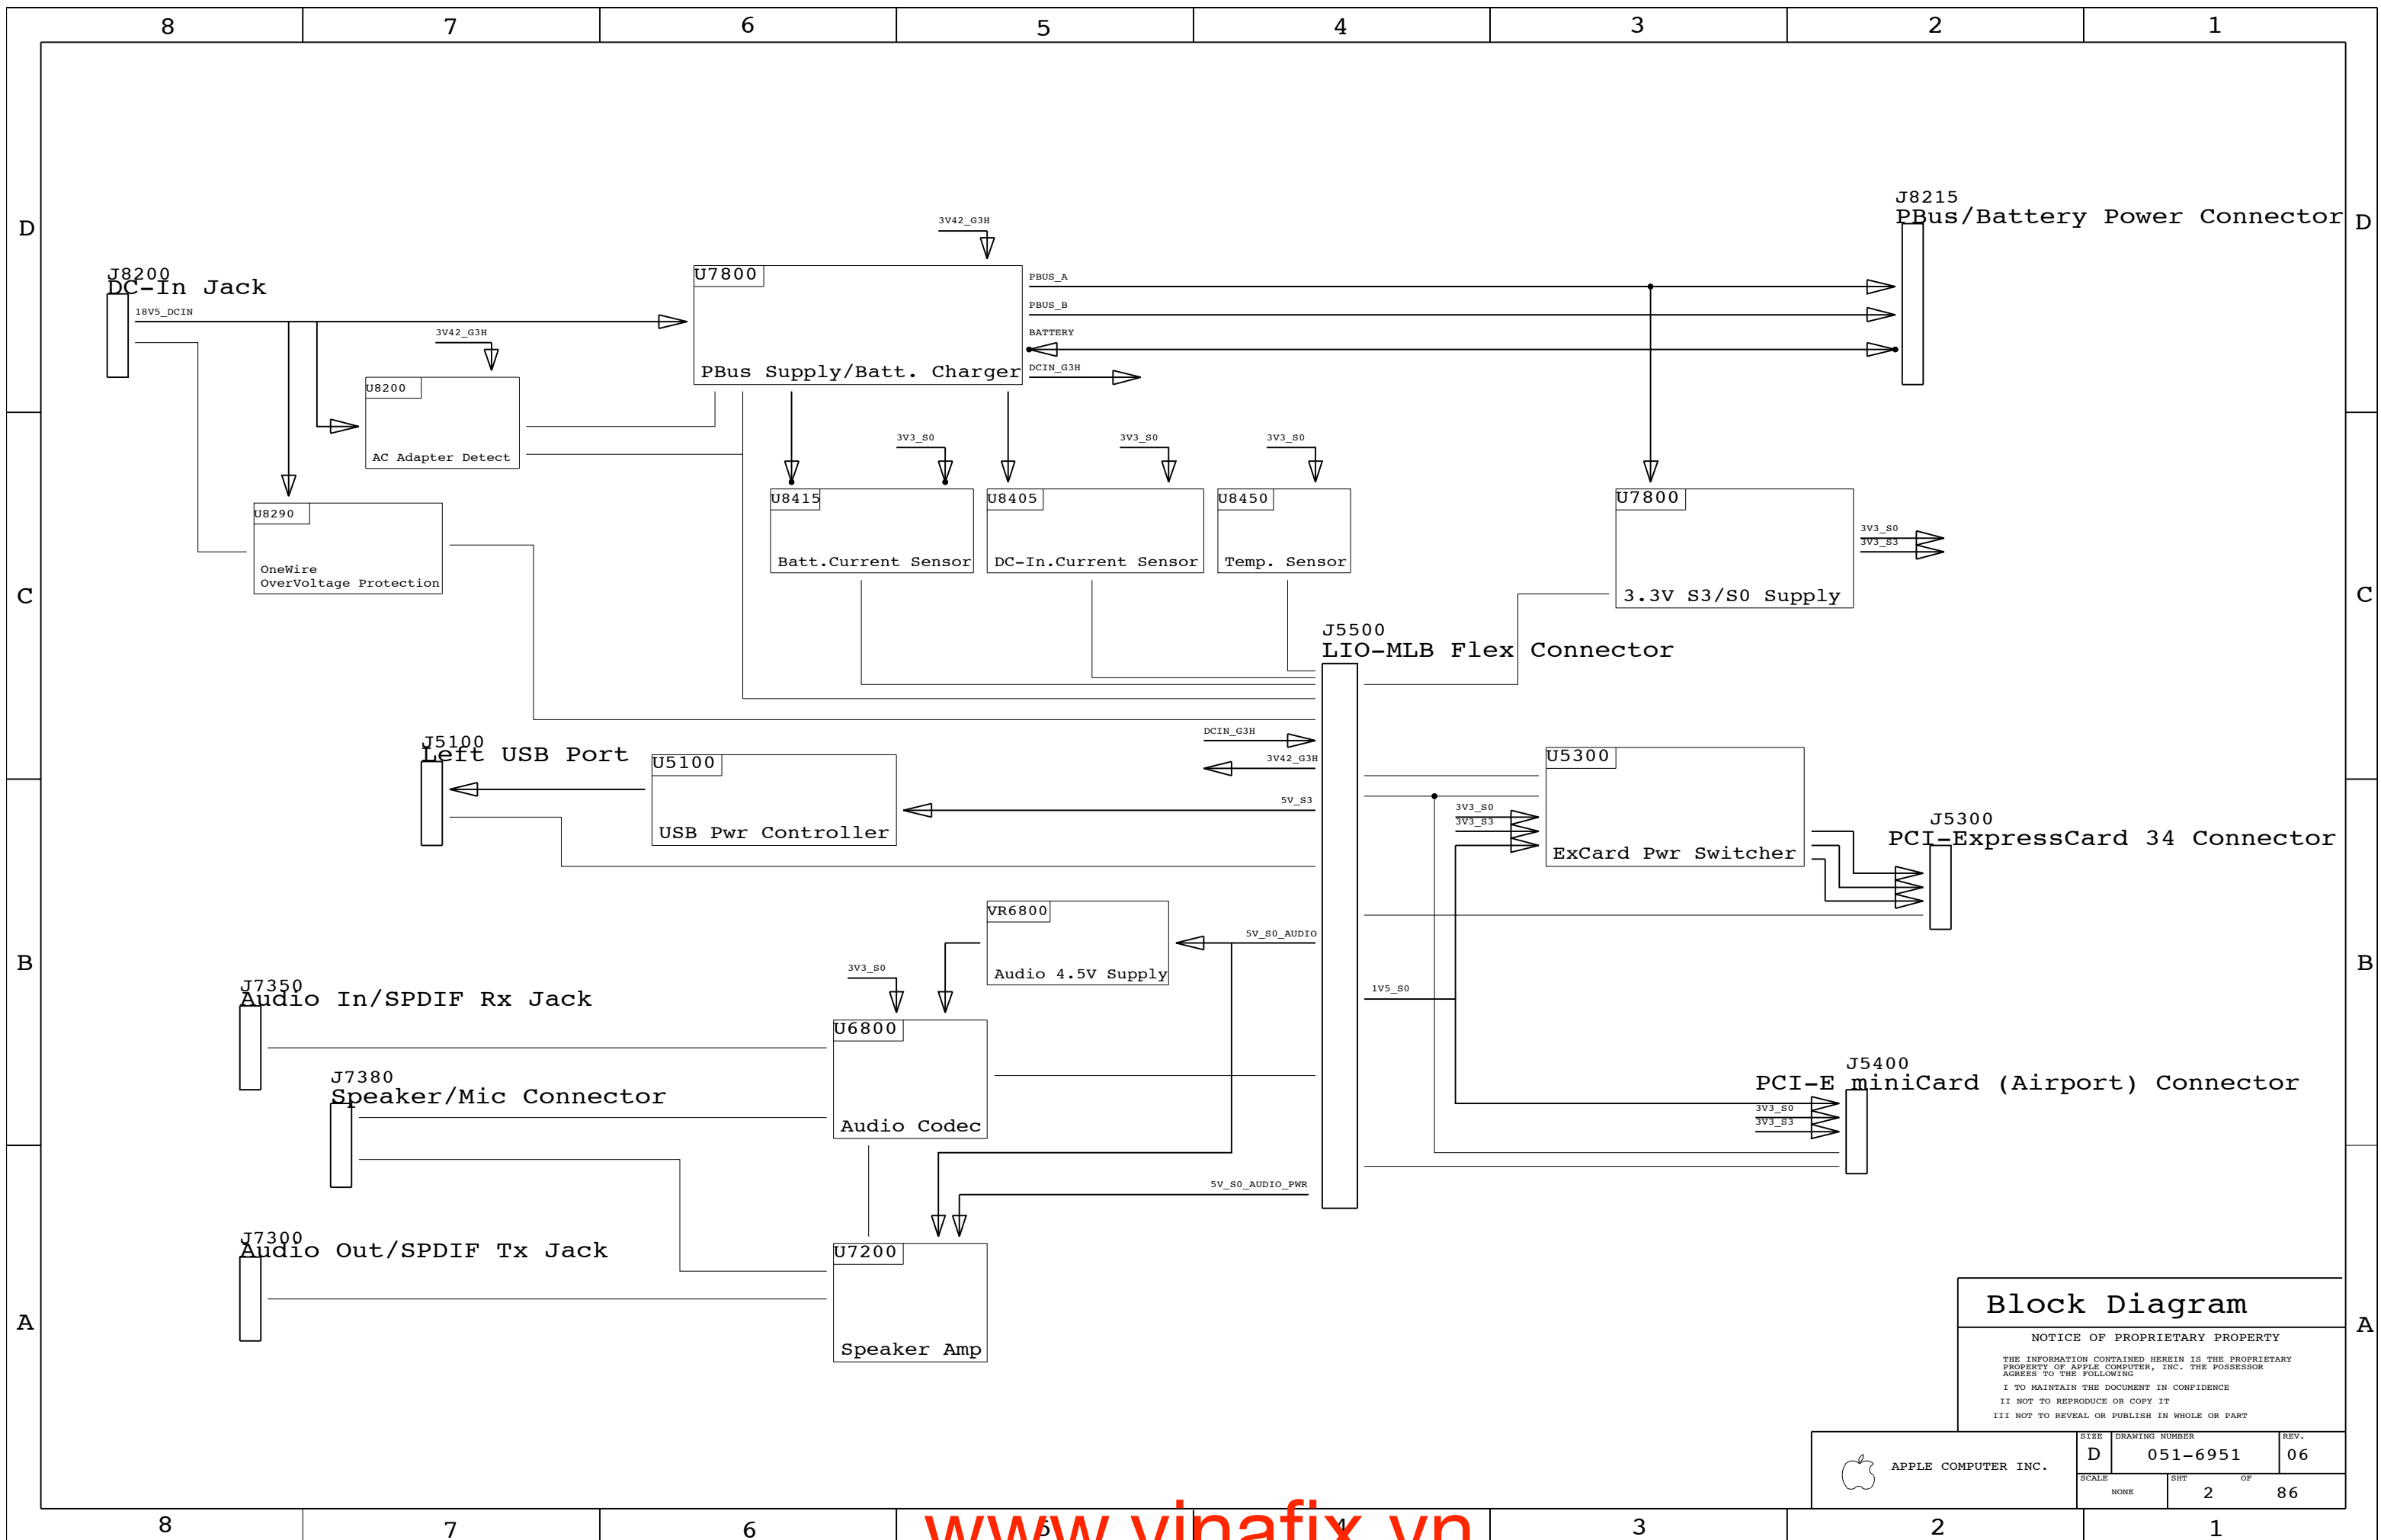 8 7 6 5 4 3 2 1
D
D
J8215
PBus/Battery Power Connector
3V42_G3H
J8200
DC-In Jack
18V5_DCIN
U7800
PBus Supply/Batt. Charger
PBUS_A
PBUS_B
BATTERY
DCIN_G3H
3V42_G3H
U8200
AC Adapter Detect
3V3_S0
3V3_S0
3V3_S0
U8415
Batt.Current Sensor
U8405
DC-In.Current Sensor
U8450
Temp. Sensor
U7800
3.3V S3/S0 Supply
3V3_S0
3V3_S3
U8290
OneWire
OverVoltage Protection
C
C
J5500
LIO-MLB Flex Connector
DCIN_G3H
3V42_G3H
5V_S3
J5100
Left USB Port
U5100
USB Pwr Controller
U5300
ExCard Pwr Switcher
3V3_S0
3V3_S3
J5300
PCI-ExpressCard 34 Connector
VR6800
Audio 4.5V Supply
5V_S0_AUDIO
B
B
3V3_S0
1V5_S0
J7350
Audio In/SPDIF Rx Jack
U6800
Audio Codec
J7380
Speaker/Mic Connector
J5400
PCI-E miniCard (Airport) Connector
3V3_S0
3V3_S3
5V_S0_AUDIO_PWR
J7300
Audio Out/SPDIF Tx Jack
U7200
Speaker Amp
A
A
Block Diagram
NOTICE OF PROPRIETARY PROPERTY
THE INFORMATION CONTAINED HEREIN IS THE PROPRIETARY
PROPERTY OF APPLE COMPUTER, INC. THE POSSESSOR
AGREES TO THE FOLLOWING
I TO MAINTAIN THE DOCUMENT IN CONFIDENCE
II NOT TO REPRODUCE OR COPY IT
III NOT TO REVEAL OR PUBLISH IN WHOLE OR PART
APPLE COMPUTER INC.
SIZE DRAWING NUMBER REV.
D 051-6951 06
SCALE SHT OF
NONE 2 86
8 7 6 5 4 3 2 1
www.vinafix.vn